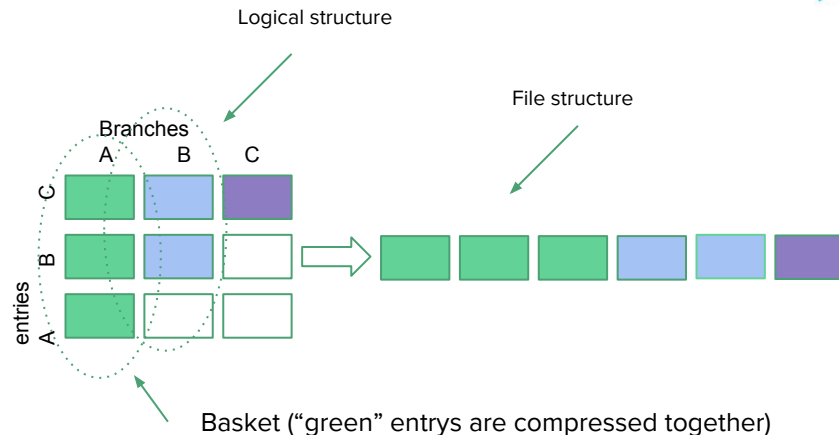 Logical structure
File structure
Branches
A B C
C
B
A
entries
Basket (“green” entrys are compressed together)